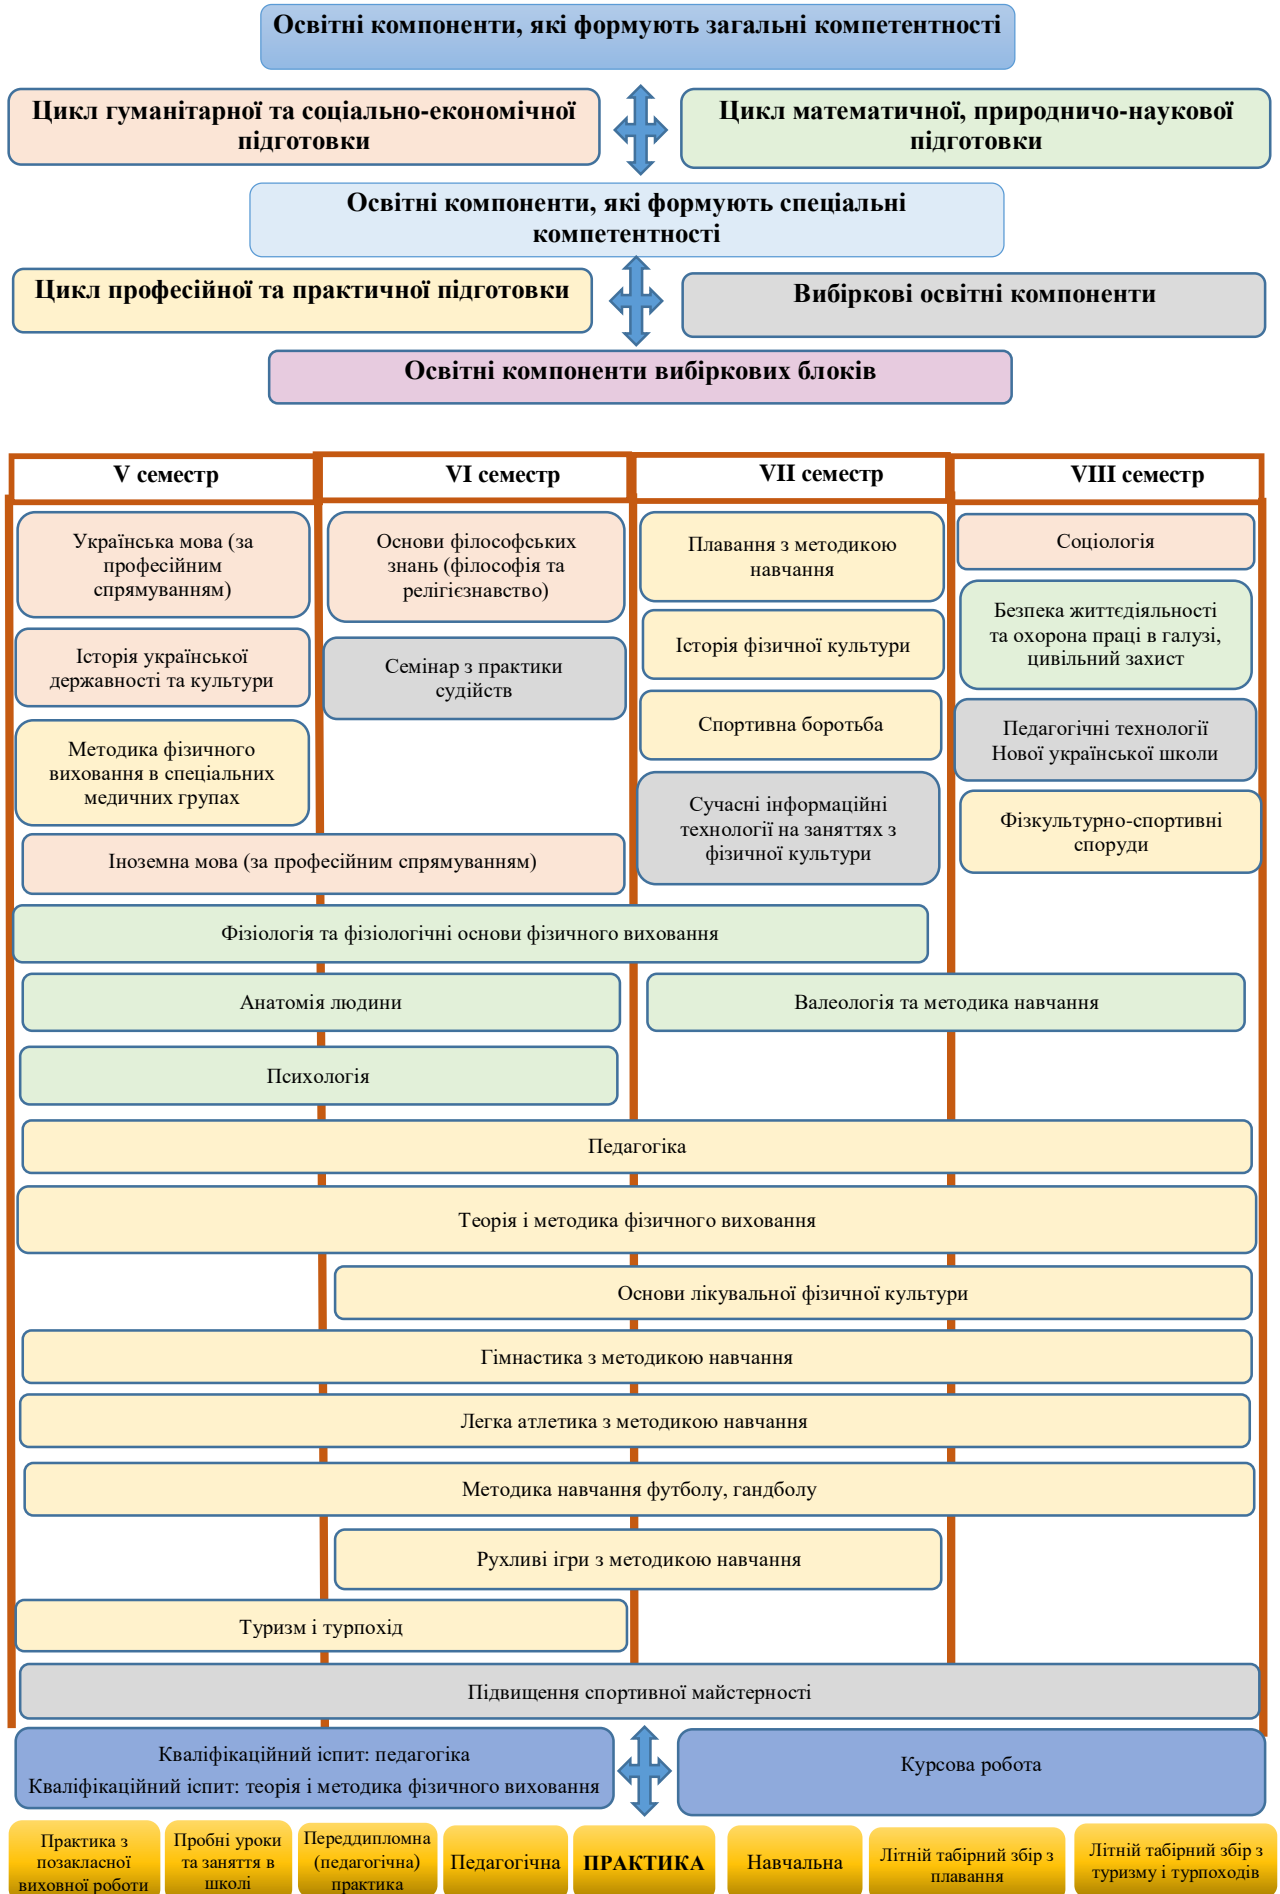 Освітні компоненти, які формують загальні компетентності
Цикл гуманітарної та соціально-економічної
підготовки
Цикл математичної, природничо-наукової
підготовки
Освітні компоненти, які формують спеціальні
компетентності
Цикл професійної та практичної підготовки
Вибіркові освітні компоненти
Освітні компоненти вибіркових блоків
V семестр
VI семестр
VII семестр
VIII семестр
Українська мова (за
професійним
спрямуванням)
Основи філософських
знань (філософія та
релігієзнавство)
Плавання з методикою
навчання
Соціологія
Безпека життєдіяльності
та охорона праці в галузі,
цивільний захист
Історія української
державності та культури
Семінар з практики
судійств
Історія фізичної культури
Спортивна боротьба
Педагогічні технології
Нової української школи
Методика фізичного
виховання в спеціальних
медичних групах
Сучасні інформаційні
технології на заняттях з
фізичної культури
Фізкультурно-спортивні
споруди
Іноземна мова (за професійним спрямуванням)
Фізіологія та фізіологічні основи фізичного виховання
Анатомія людини
Валеологія та методика навчання
Психологія
Педагогіка
Теорія і методика фізичного виховання
Основи лікувальної фізичної культури
Гімнастика з методикою навчання
Легка атлетика з методикою навчання
Методика навчання футболу, гандболу
Рухливі ігри з методикою навчання
Туризм і турпохід
Підвищення спортивної майстерності
Кваліфікаційний іспит: педагогіка
Кваліфікаційний іспит: теорія і методика фізичного виховання
Курсова робота
Практика з
позакласної
виховної роботи
Пробні уроки
та заняття в
школі
Переддипломна
(педагогічна)
практика
Педагогічна
ПРАКТИКА
Навчальна
Літній табірний збір з
плавання
Літній табірний збір з
туризму і турпоходів